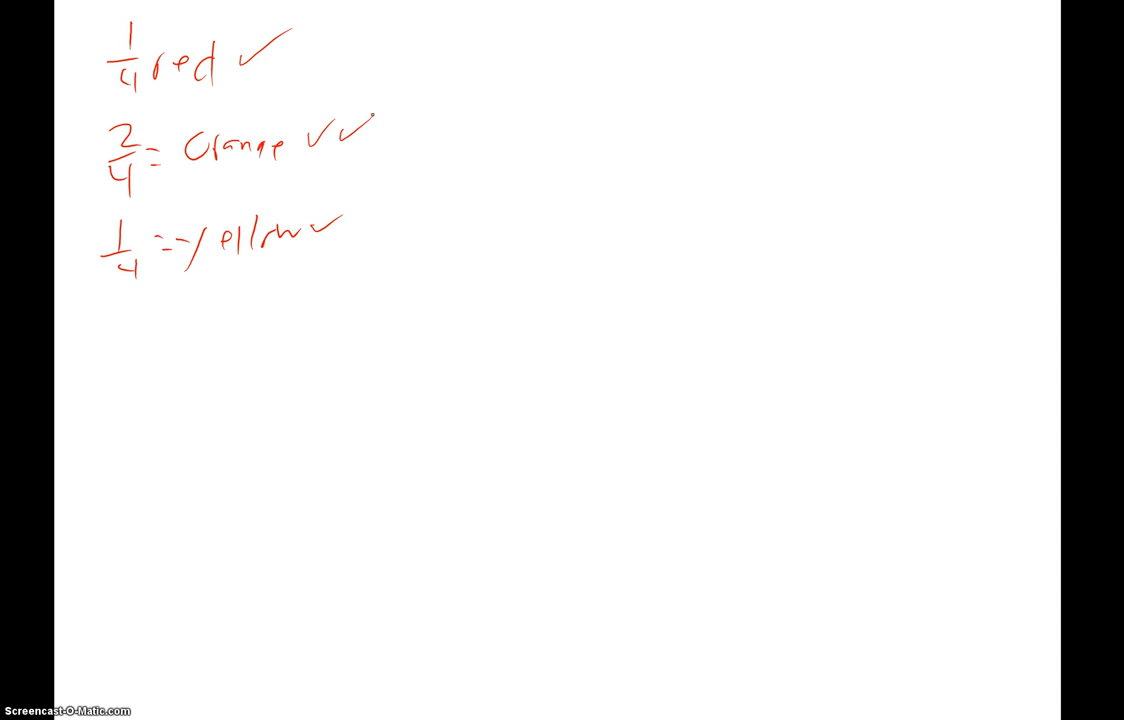 1/4 red ✓
2/4 = Orange ✓✓
1/4 = yellow ✓
Screencast-O-Matic.com